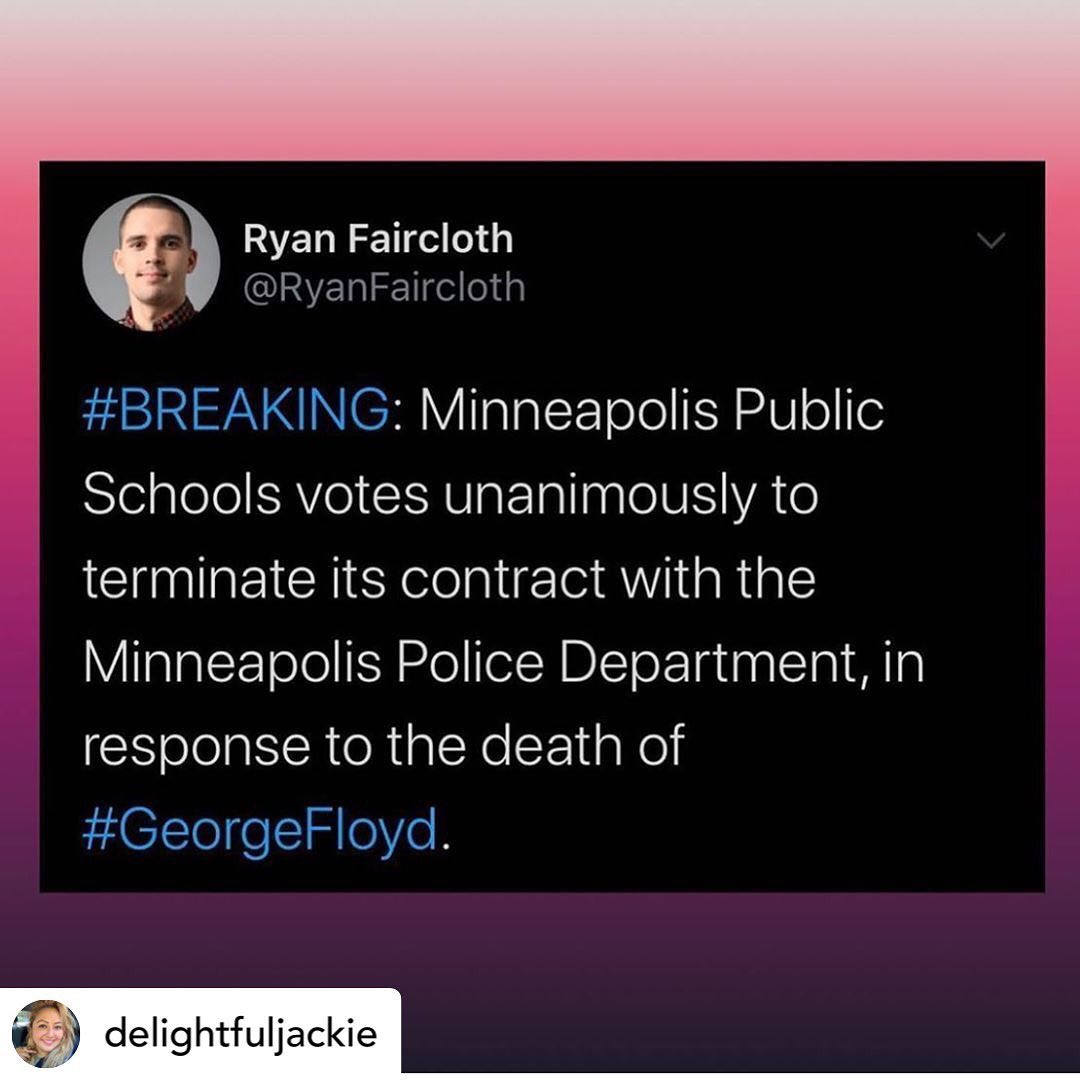 Ryan Faircloth
@RyanFaircloth
#BREAKING: Minneapolis Public
Schools votes unanimously to
terminate its contract with the
Minneapolis Police Department, in
response to the death of
#GeorgeFloyd.
delightfuljackie